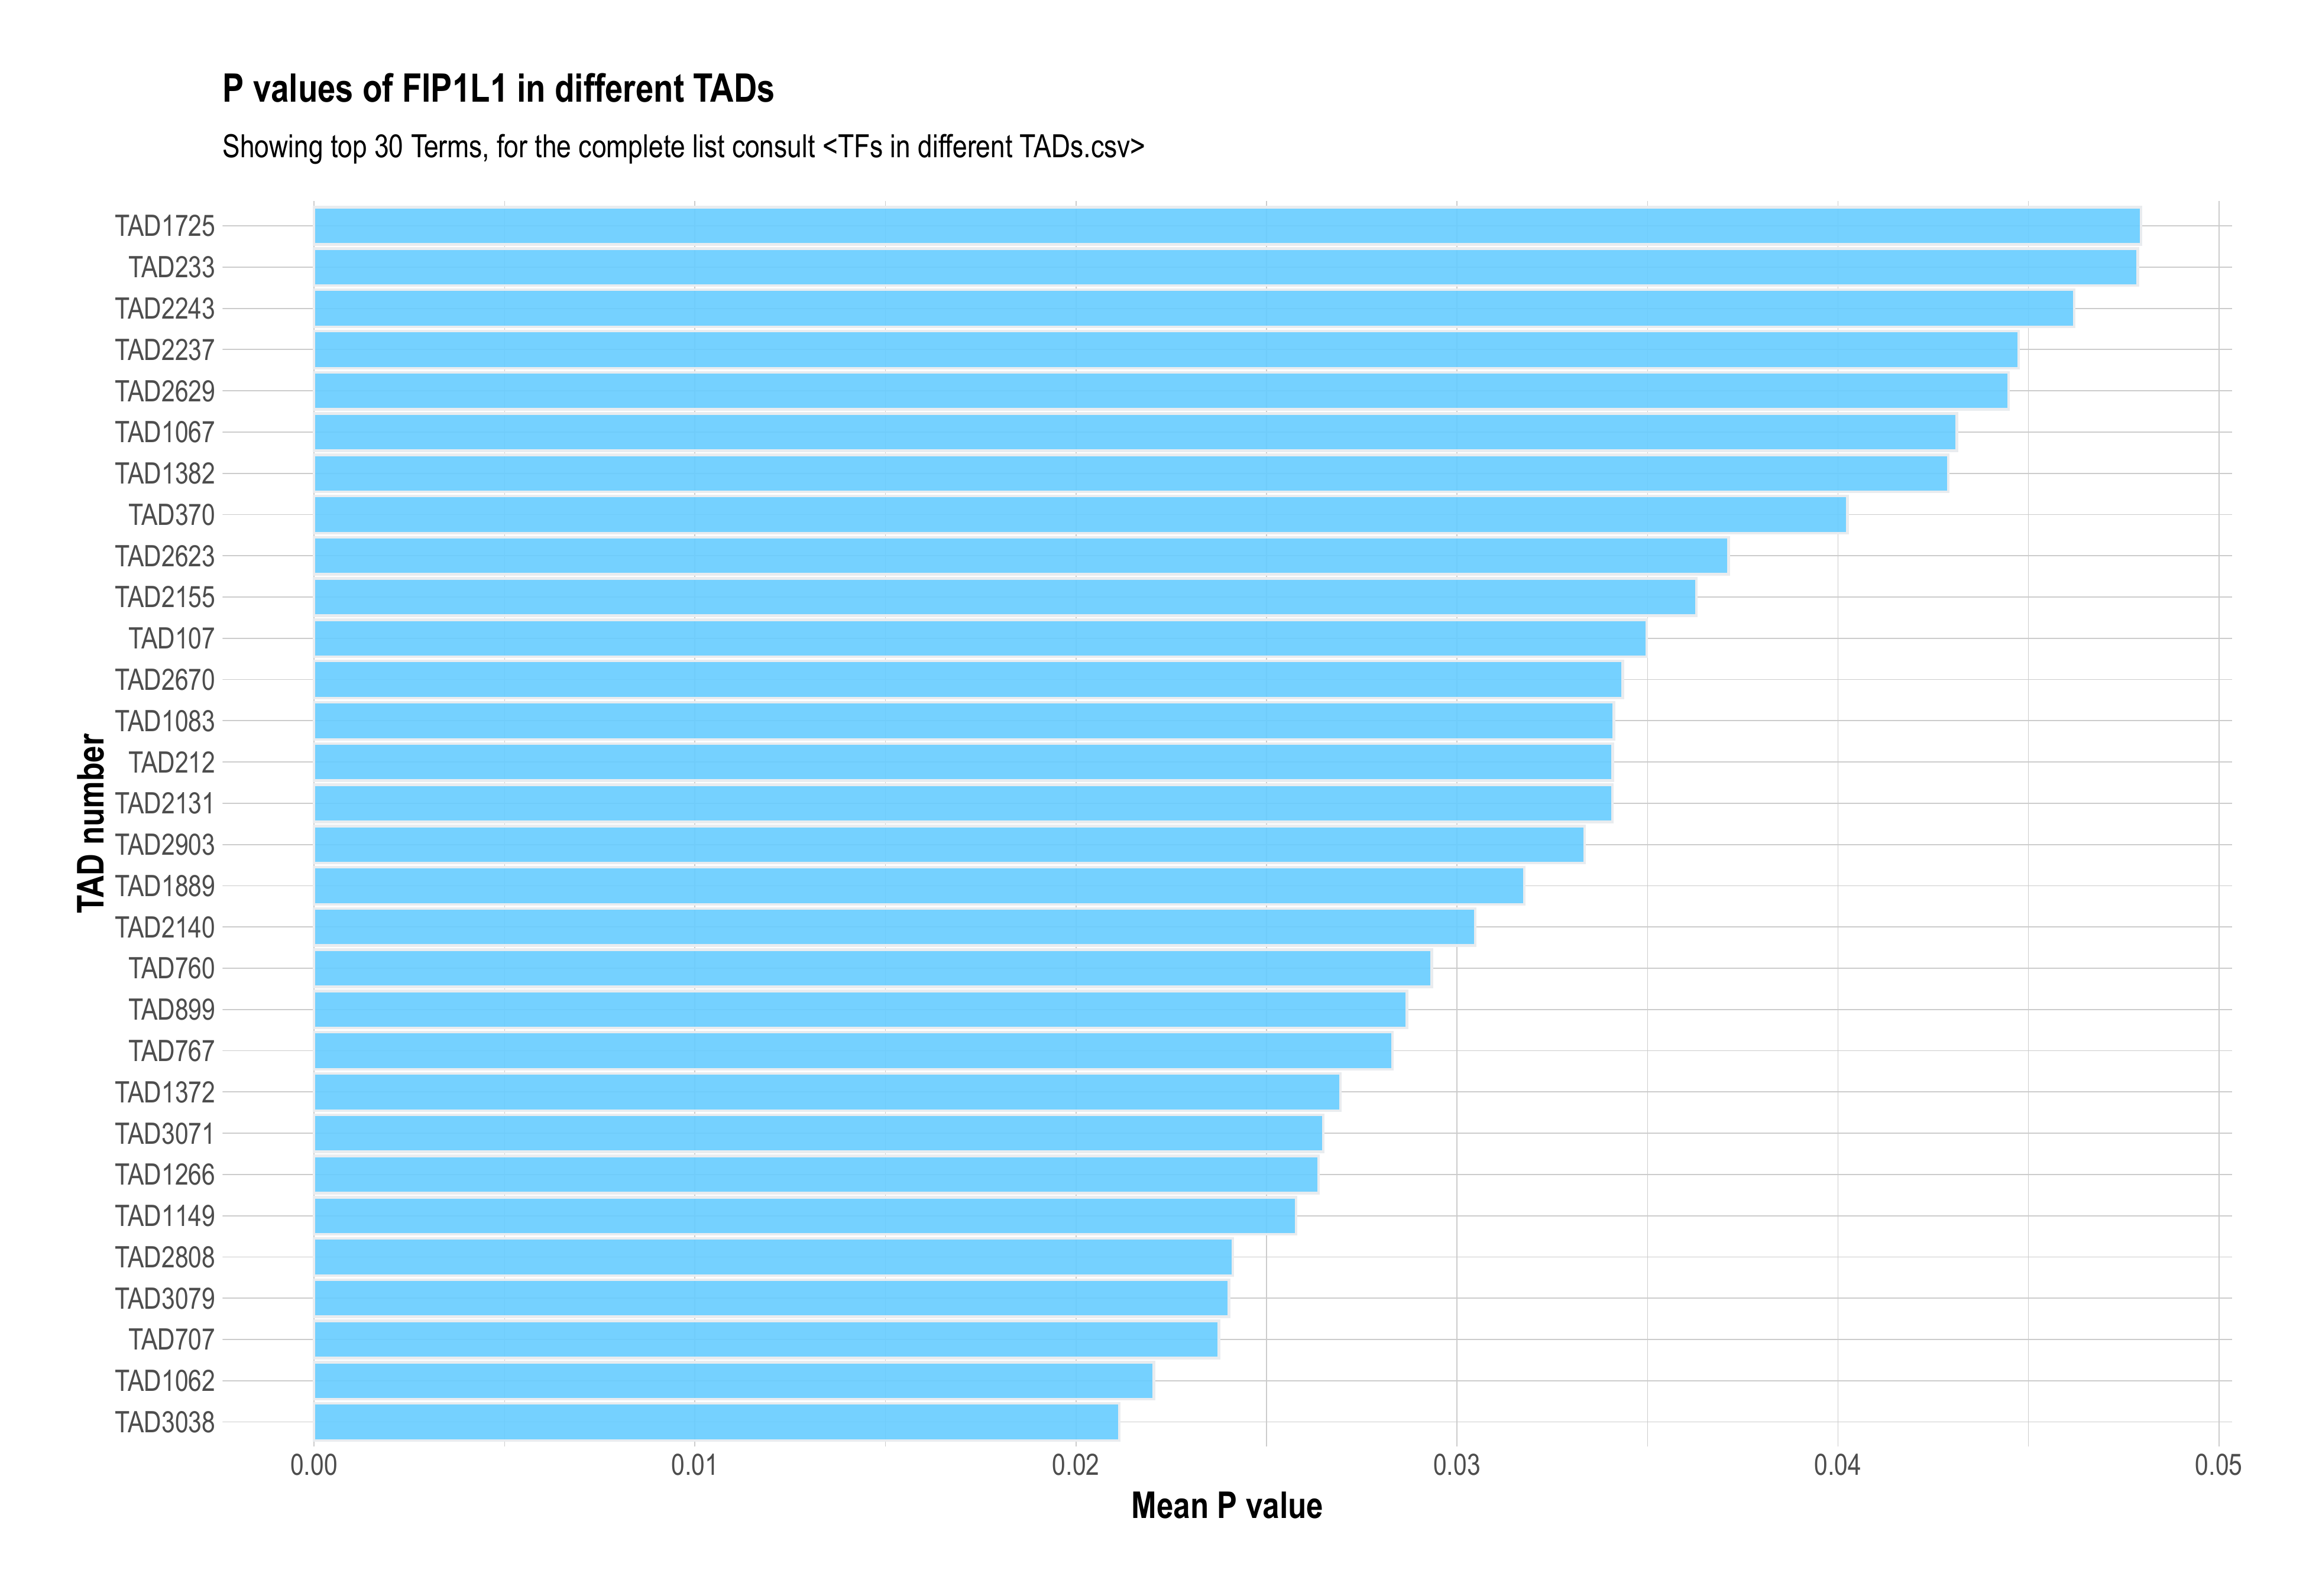 P values of FIP1L1 in different TADs
Showing top 30 Terms, for the complete list consult <TFs in different TADs.csv>
TAD number
TAD1725
TAD233
TAD2243
TAD2237
TAD2629
TAD1067
TAD1382
TAD370
TAD2623
TAD2155
TAD107
TAD2670
TAD1083
TAD212
TAD2131
TAD2903
TAD1889
TAD2140
TAD760
TAD899
TAD767
TAD1372
TAD3071
TAD1266
TAD1149
TAD2808
TAD3079
TAD707
TAD1062
TAD3038
0.00 0.01 0.02 0.03 0.04 0.05
Mean P value